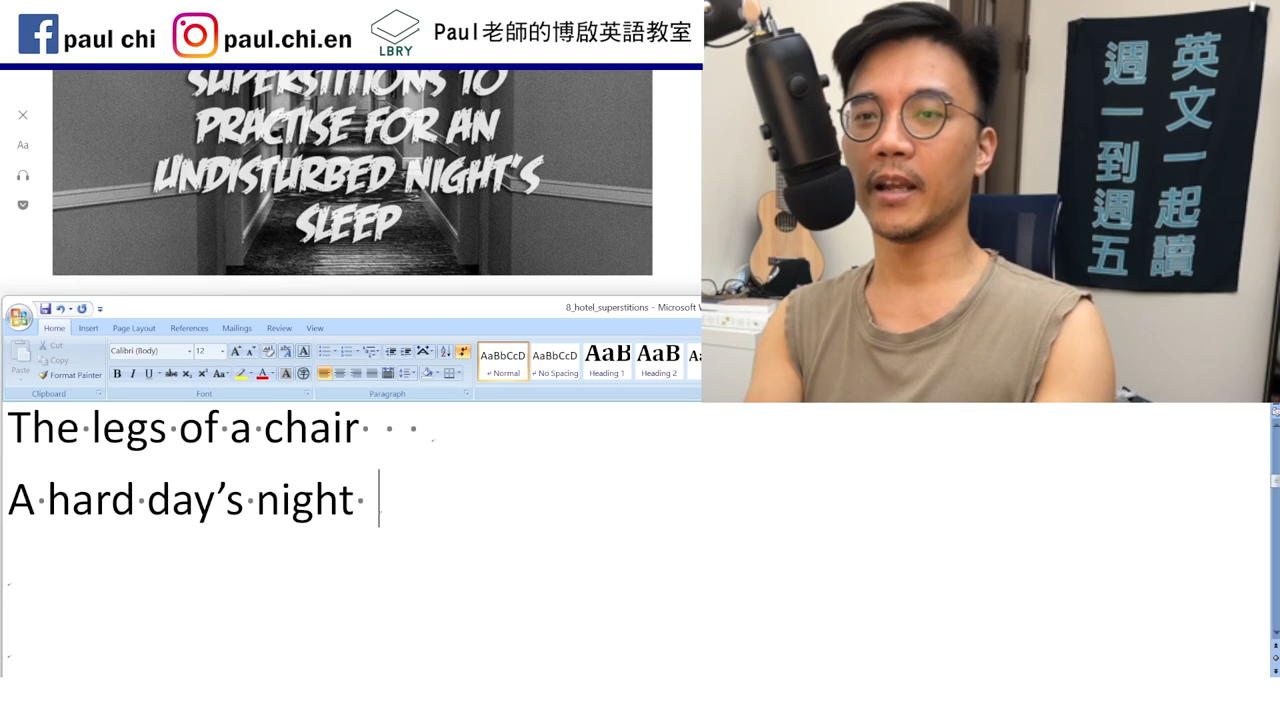 paul chi
paul.chi.en
LBRY
Paul老師的博啟英語教室
SUPERSTITIONS TO
PRACTISE FOR AN
UNDISTURBED NIGHT'S
SLEEP
Aa
8_hotel_superstitions - Microsoft W
Home Insert Page Layout References Mailings Review View
Paste
Cut
Copy
Format Painter
Clipboard
Calibri (Body) 12
Font
Paragraph
AaBbCcD AaBbCcD AaB AaB
Normal No Spacing Heading 1 Heading 2
The legs of a chair
A hard day’s night
英文一起讀
週一到週五